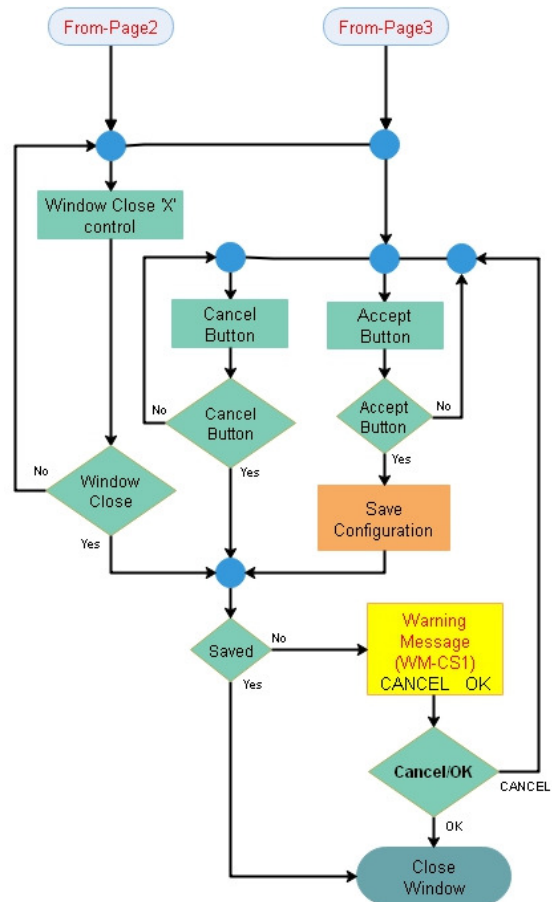 From-Page2
From-Page3
Window Close 'X'
control
Cancel
Button
Accept
Button
No
Cancel
Button
Accept
Button
No
Yes
Yes
No
Window
Close
Save
Configuration
Yes
Saved
No
Yes
Warning
Message
(WM-CS1)
CANCEL OK
Cancel/OK
CANCEL
OK
Close
Window